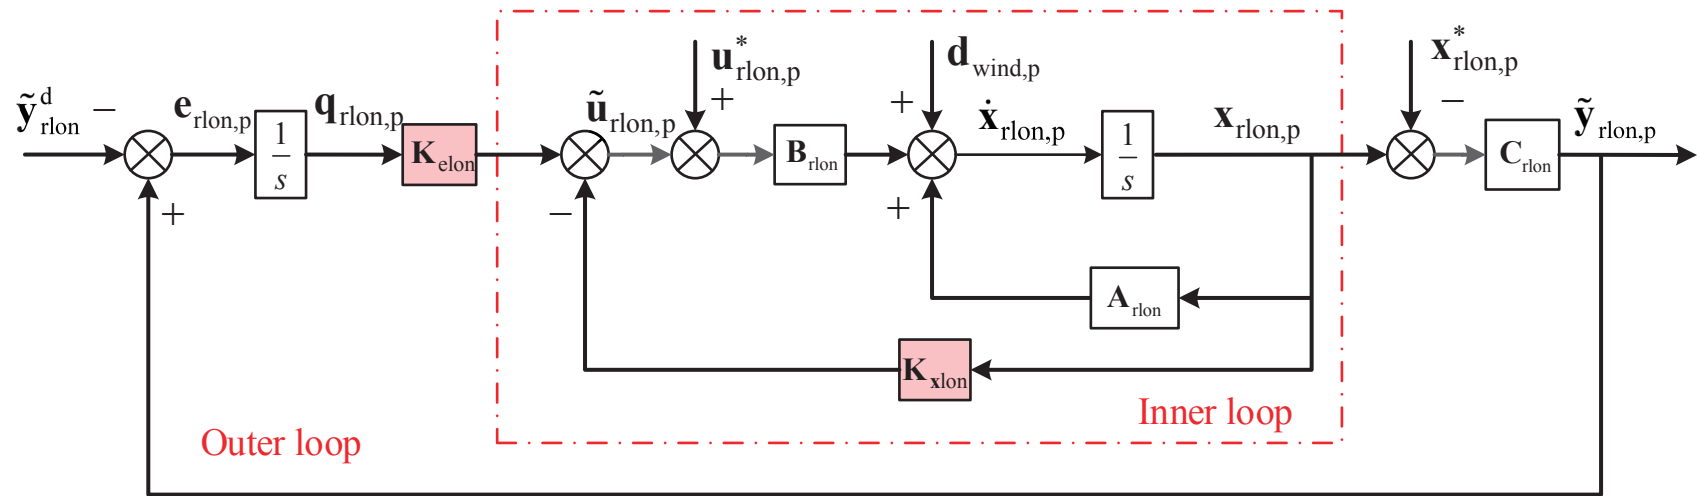 ỹ^d_rlon
−
+
e_rlon,p
1/s
q_rlon,p
K_elon
−
ũ_rlon,p
u*_rlon,p
+
B_rlon
d_wind,p
+
+
ẋ_rlon,p
1/s
x_rlon,p
x*_rlon,p
−
C_rlon
ỹ_rlon,p
A_rlon
K_xlon
Inner loop
Outer loop